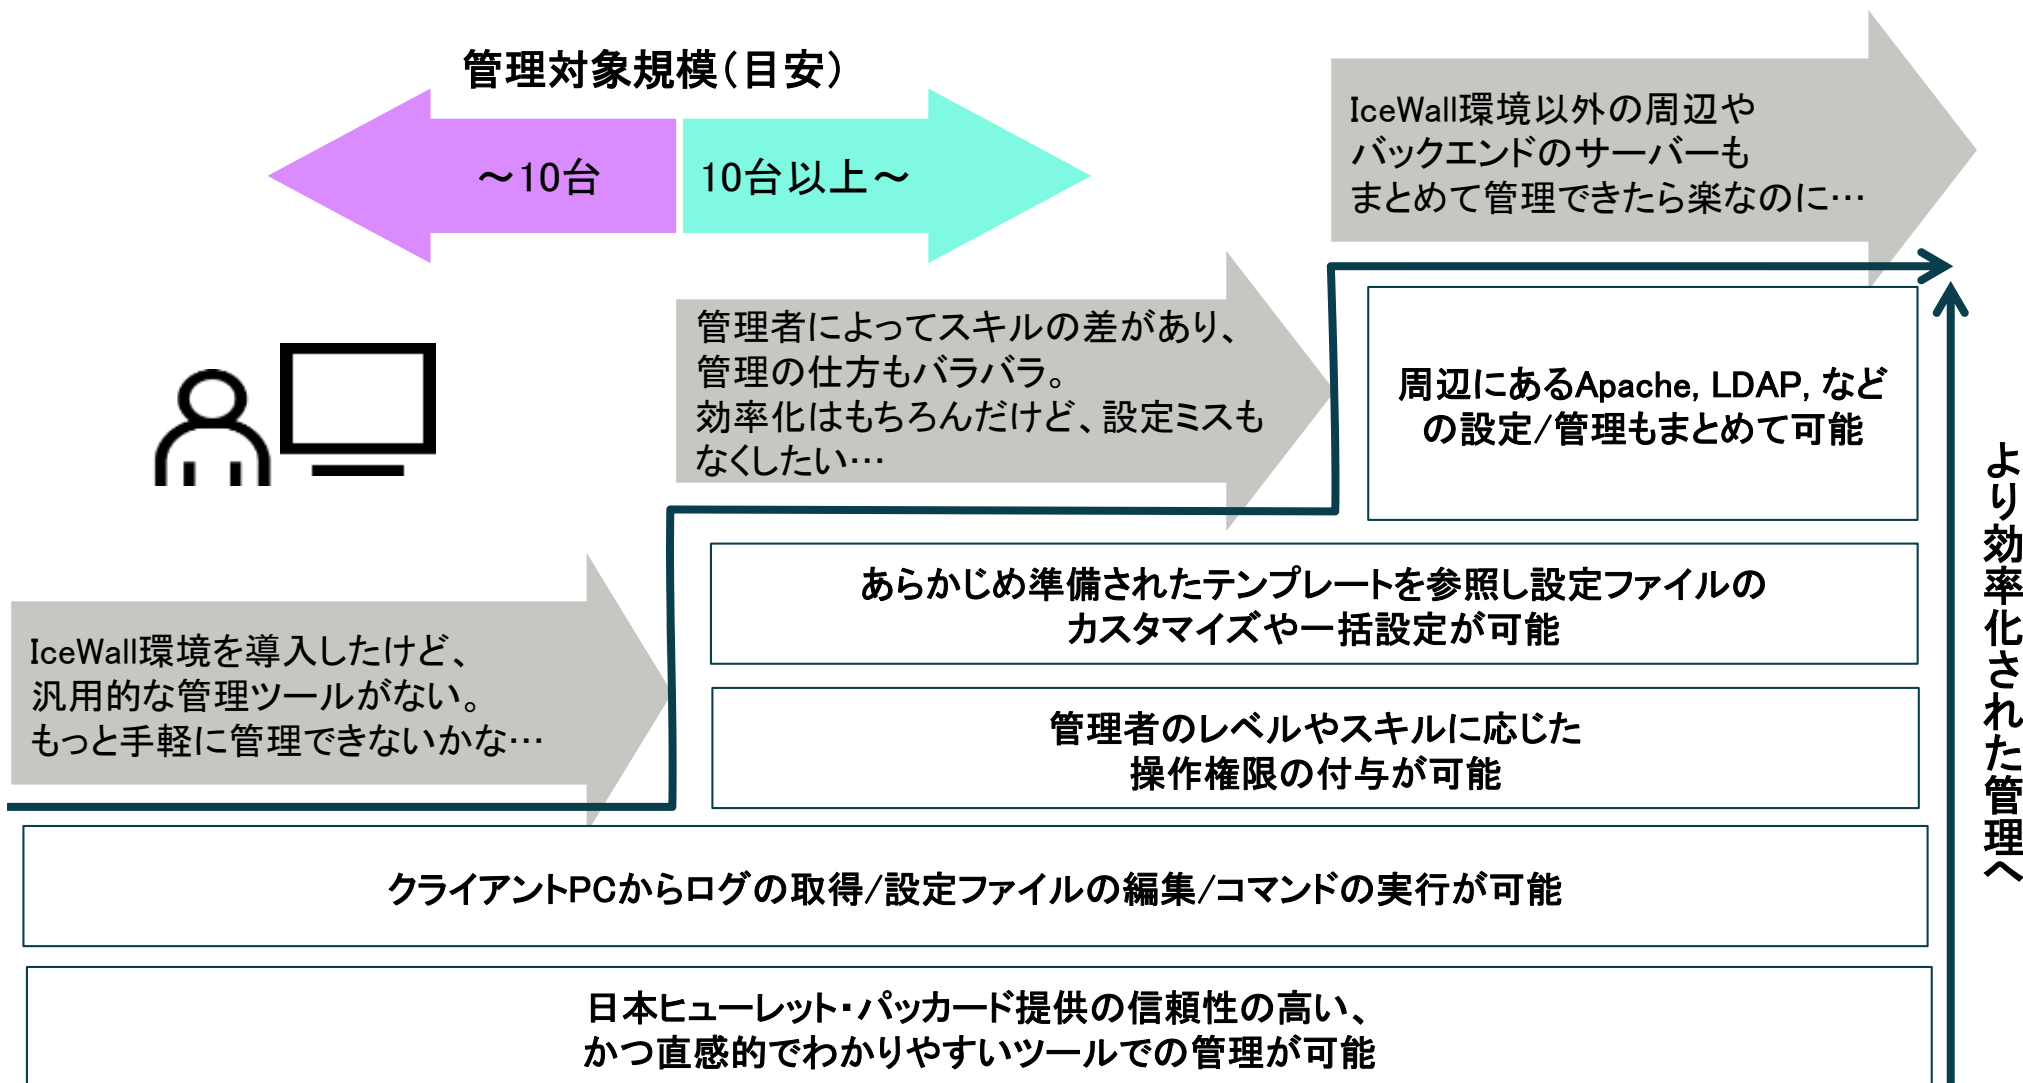 管理対象規模（目安）
～10台
10台以上～
IceWall環境以外の周辺や
バックエンドのサーバーも
まとめて管理できたら楽なのに…
管理者によってスキルの差があり、
管理の仕方もバラバラ。
効率化はもちろんだけど、設定ミスも
なくしたい…
周辺にあるApache, LDAP, など
の設定/管理もまとめて可能
あらかじめ準備されたテンプレートを参照し設定ファイルの
カスタマイズや一括設定が可能
IceWall環境を導入したけど、
汎用的な管理ツールがない。
もっと手軽に管理できないかな…
管理者のレベルやスキルに応じた
操作権限の付与が可能
クライアントPCからログの取得/設定ファイルの編集/コマンドの実行が可能
日本ヒューレット・パッカード提供の信頼性の高い、
かつ直感的でわかりやすいツールでの管理が可能
より効率化された管理へ